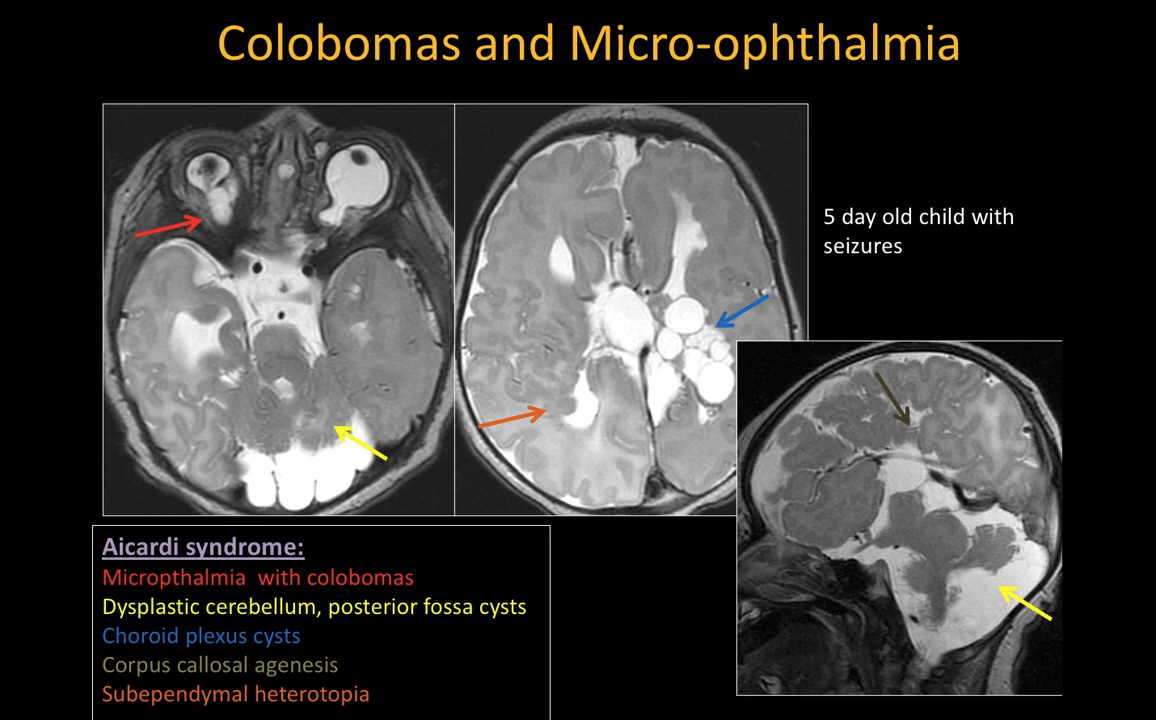 Colobomas and Micro-ophthalmia
5 day old child with
seizures
Aicardi syndrome:
Micropthalmia with colobomas
Dysplastic cerebellum, posterior fossa cysts
Choroid plexus cysts
Corpus callosal agenesis
Subependymal heterotopia